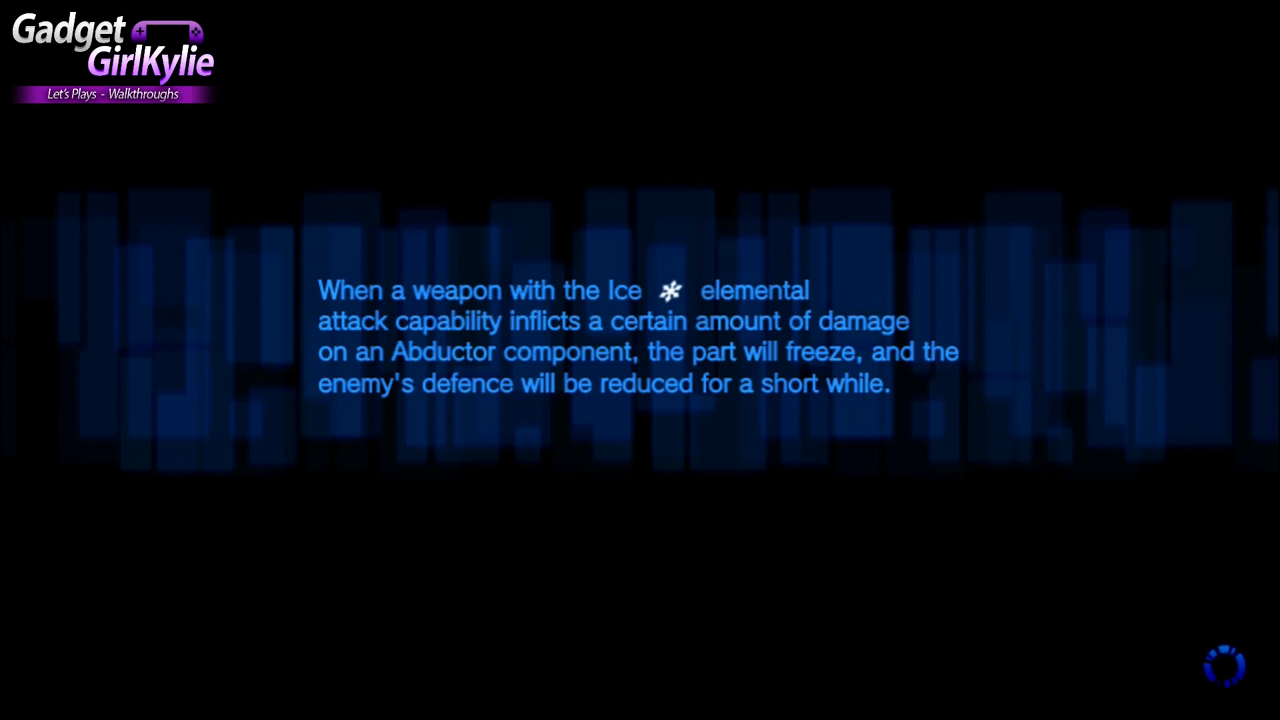 Gadget
GirlKylie
Let's Plays - Walkthroughs
When a weapon with the Ice * elemental
attack capability inflicts a certain amount of damage
on an Abductor component, the part will freeze, and the
enemy's defence will be reduced for a short while.